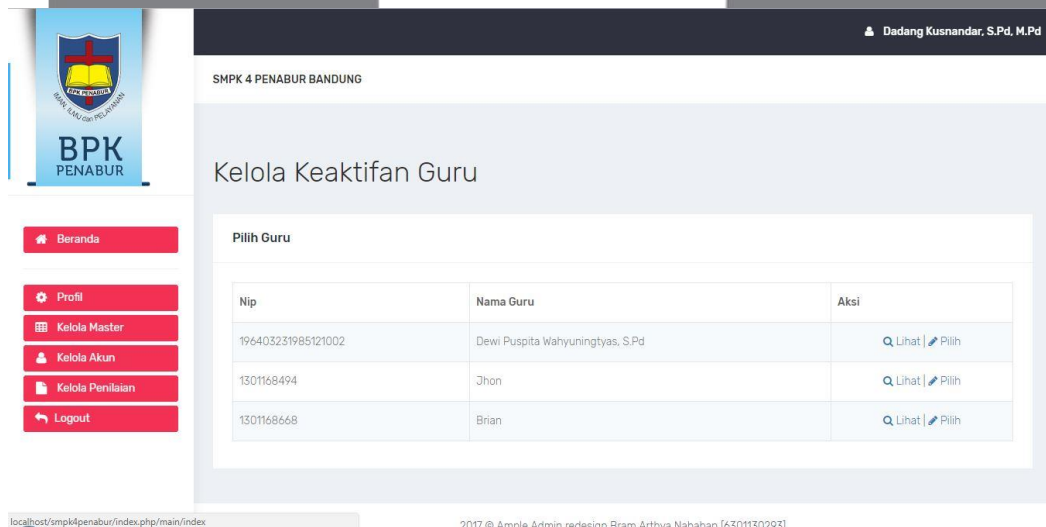 Dadang Kusnandar, S.Pd, M.Pd
BPK PENABUR
IMAN, ILMU dan PELAYANAN
BPK
PENABUR
SMPK 4 PENABUR BANDUNG
Kelola Keaktifan Guru
Beranda
Profil
Kelola Master
Kelola Akun
Kelola Penilaian
Logout
Pilih Guru
Nip Nama Guru Aksi
196403231985121002 Dewi Puspita Wahyuningtyas, S.Pd Lihat | Pilih
1301168494 Jhon Lihat | Pilih
1301168668 Brian Lihat | Pilih
localhost/smpk4penabur/index.php/main/index
2017 © Ample Admin redesign Bram Arthya Nababan [6301130293]